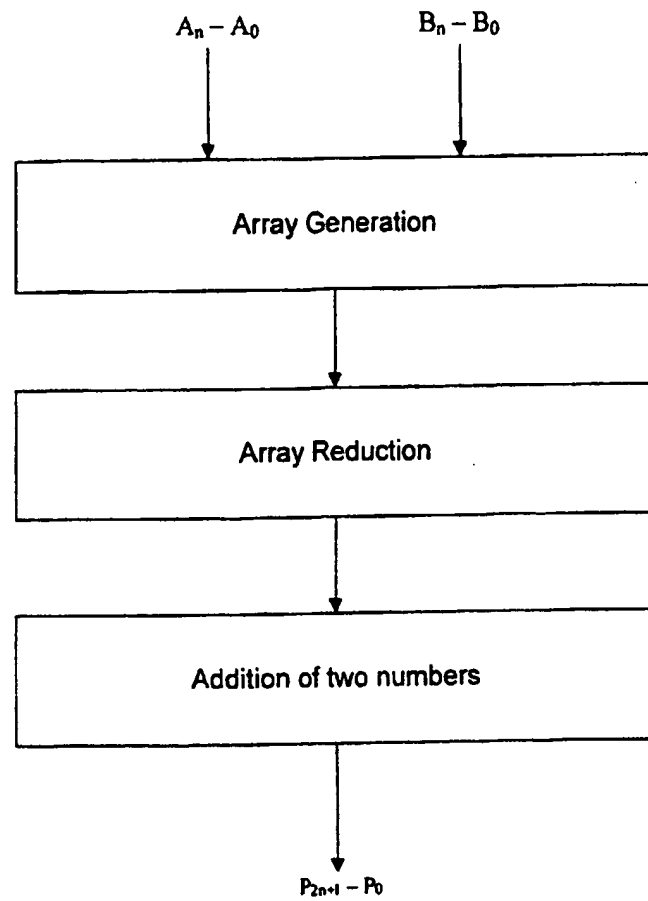 Aₙ – A₀ Bₙ – B₀
Array Generation
Array Reduction
Addition of two numbers
P₂ₙ₊₁ – P₀